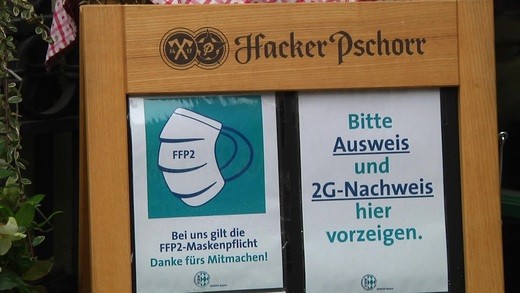 Hacker Pschorr
FFP2
Bei uns gilt die
FFP2-Maskenpflicht
Danke fürs Mitmachen!
Bitte
Ausweis
und
2G-Nachweis
hier
vorzeigen.